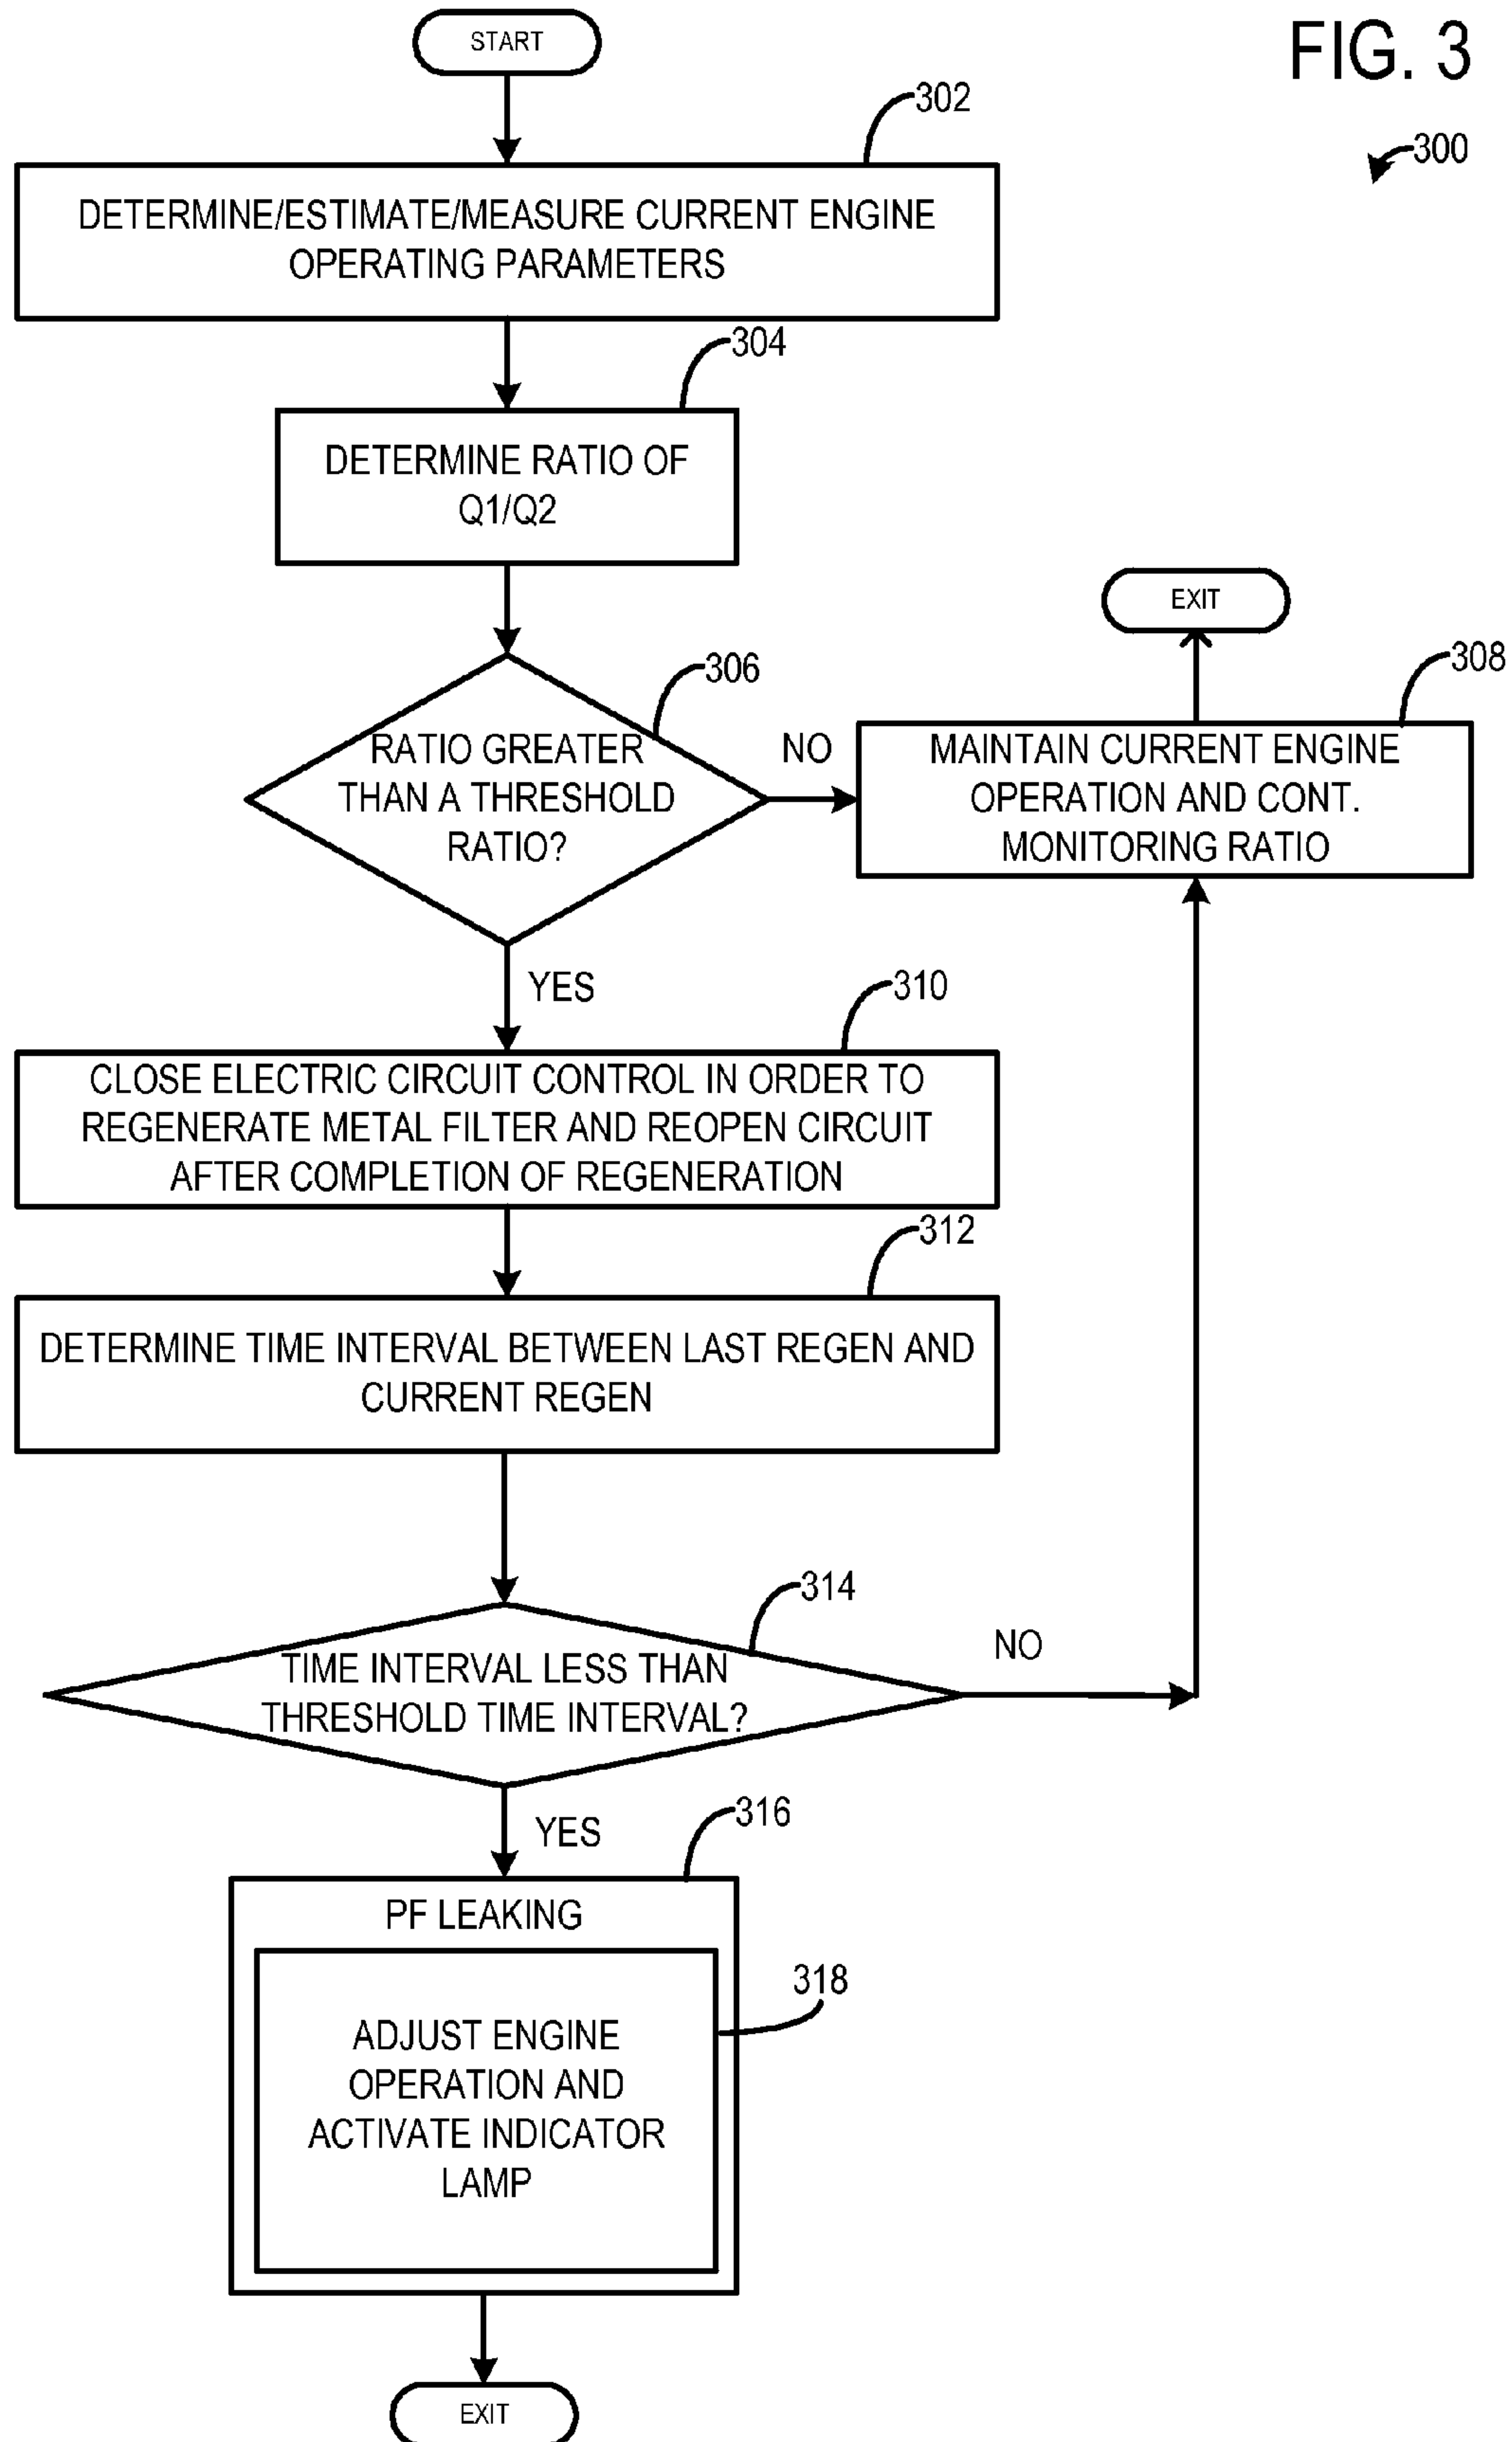 FIG. 3
300
START
302
DETERMINE/ESTIMATE/MEASURE CURRENT ENGINE
OPERATING PARAMETERS
304
DETERMINE RATIO OF
Q1/Q2
306
RATIO GREATER
THAN A THRESHOLD
RATIO?
NO
EXIT
308
MAINTAIN CURRENT ENGINE
OPERATION AND CONT.
MONITORING RATIO
YES
310
CLOSE ELECTRIC CIRCUIT CONTROL IN ORDER TO
REGENERATE METAL FILTER AND REOPEN CIRCUIT
AFTER COMPLETION OF REGENERATION
312
DETERMINE TIME INTERVAL BETWEEN LAST REGEN AND
CURRENT REGEN
314
TIME INTERVAL LESS THAN
THRESHOLD TIME INTERVAL?
NO
YES
316
PF LEAKING
318
ADJUST ENGINE
OPERATION AND
ACTIVATE INDICATOR
LAMP
EXIT